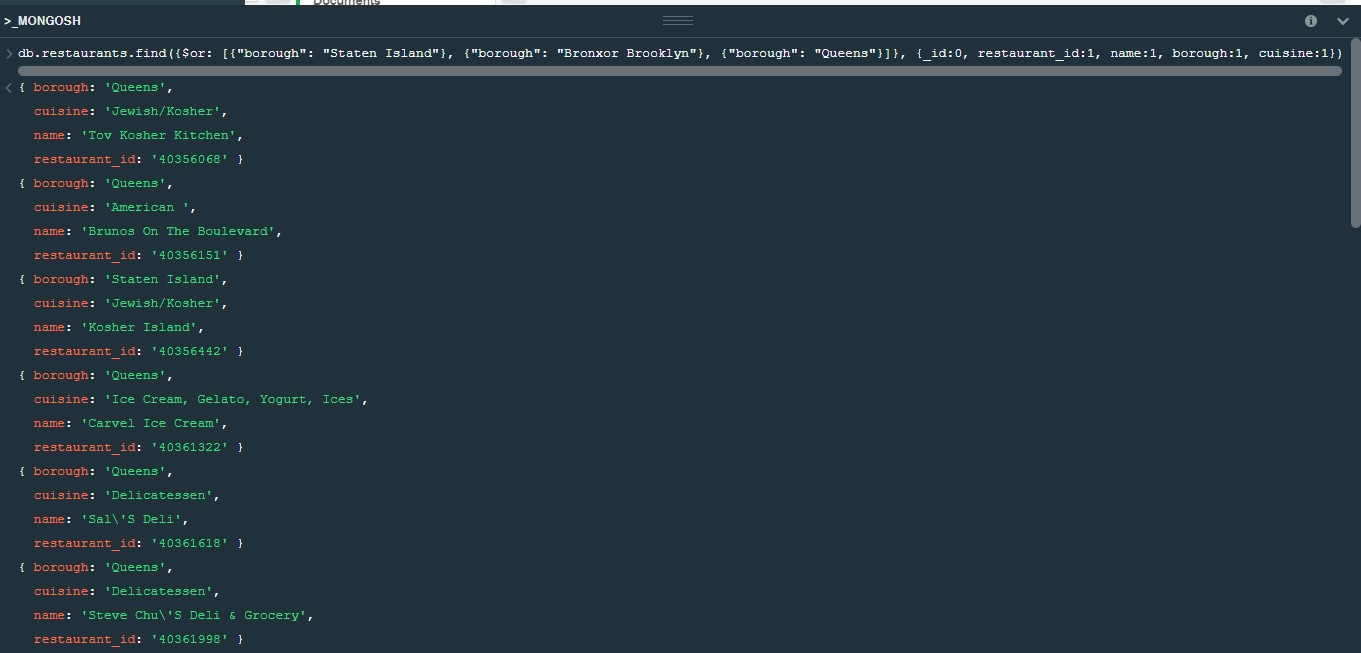 Documents
>_MONGOSH
> db.restaurants.find({$or: [{"borough": "Staten Island"}, {"borough": "Bronxor Brooklyn"}, {"borough": "Queens"}]}, {_id:0, restaurant_id:1, name:1, borough:1, cuisine:1})
< { borough: 'Queens',
cuisine: 'Jewish/Kosher',
name: 'Tov Kosher Kitchen',
restaurant_id: '40356068' }
{ borough: 'Queens',
cuisine: 'American ',
name: 'Brunos On The Boulevard',
restaurant_id: '40356151' }
{ borough: 'Staten Island',
cuisine: 'Jewish/Kosher',
name: 'Kosher Island',
restaurant_id: '40356442' }
{ borough: 'Queens',
cuisine: 'Ice Cream, Gelato, Yogurt, Ices',
name: 'Carvel Ice Cream',
restaurant_id: '40361322' }
{ borough: 'Queens',
cuisine: 'Delicatessen',
name: 'Sal\'S Deli',
restaurant_id: '40361618' }
{ borough: 'Queens',
cuisine: 'Delicatessen',
name: 'Steve Chu\'S Deli & Grocery',
restaurant_id: '40361998' }